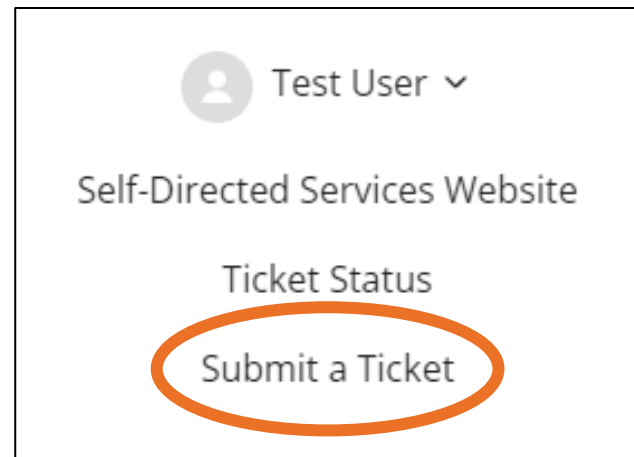 Test User
Self-Directed Services Website
Ticket Status
Submit a Ticket